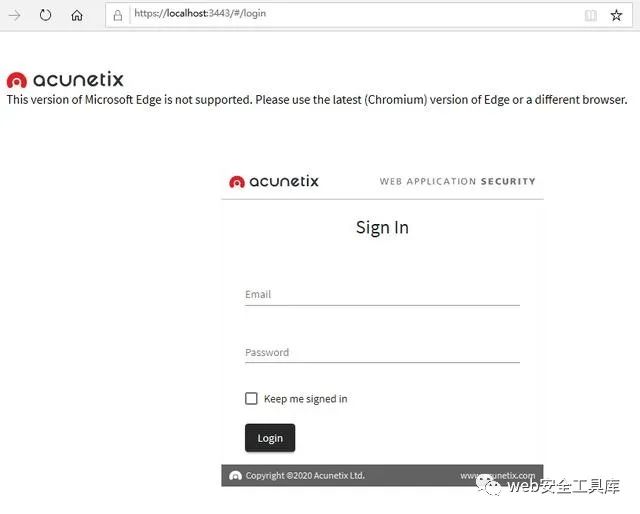 https://localhost:3443/#/login
acunetix
This version of Microsoft Edge is not supported. Please use the latest (Chromium) version of Edge or a different browser.
acunetix WEB APPLICATION SECURITY
Sign In
Email
Password
Keep me signed in
Login
Copyright ©2020 Acunetix Ltd. www.acunetix.com
web安全工具库